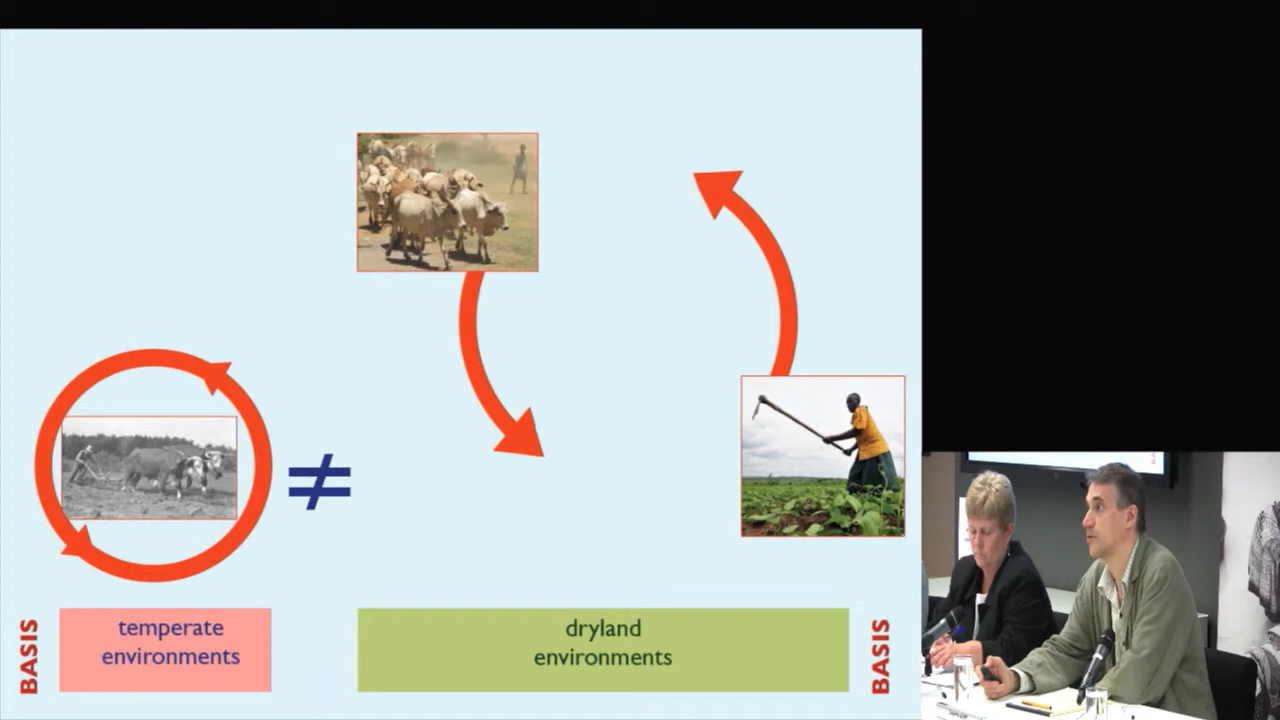 ≠
BASIS
temperate
environments
dryland
environments
BASIS